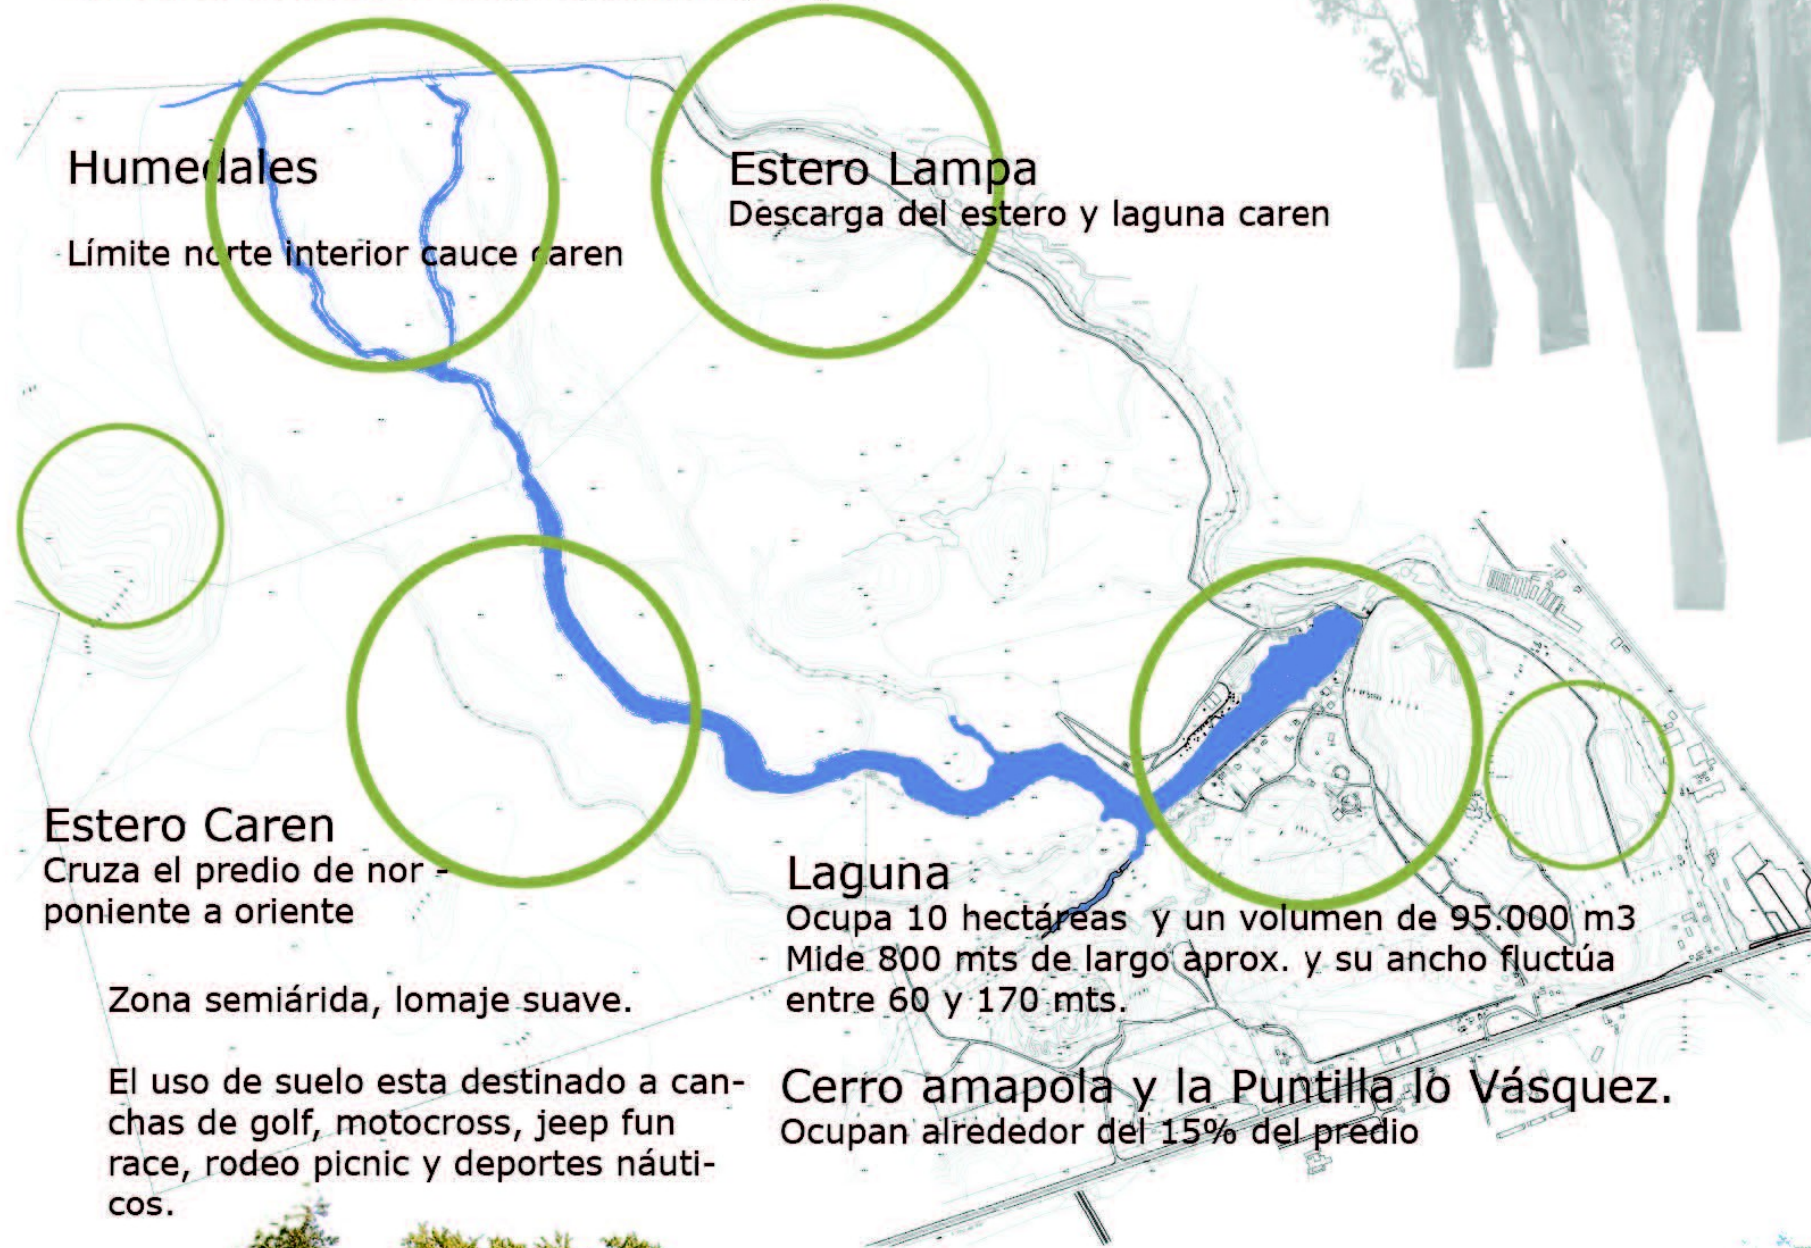 Humedales
Límite norte interior cauce caren
Estero Lampa
Descarga del estero y laguna caren
Estero Caren
Cruza el predio de nor -
poniente a oriente
Zona semiárida, lomaje suave.
El uso de suelo esta destinado a can-
chas de golf, motocross, jeep fun
race, rodeo picnic y deportes náuti-
cos.
Laguna
Ocupa 10 hectáreas y un volumen de 95.000 m3
Mide 800 mts de largo aprox. y su ancho fluctúa
entre 60 y 170 mts.
Cerro amapola y la Puntilla lo Vásquez.
Ocupan alrededor del 15% del predio